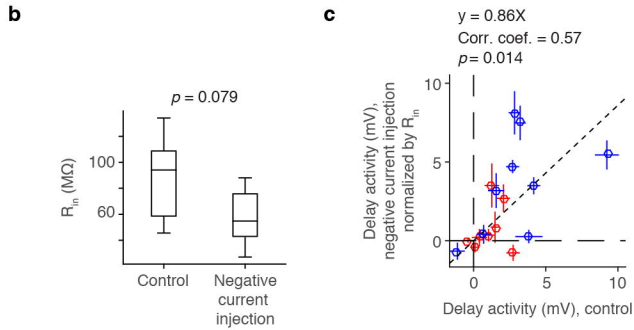 b
p = 0.079
R_in (MΩ)
100
60
Control
Negative
current
injection
c
y = 0.86X
Corr. coef. = 0.57
p = 0.014
Delay activity (mV),
negative current injection
normalized by R_in
10
5
0
0
5
10
Delay activity (mV), control